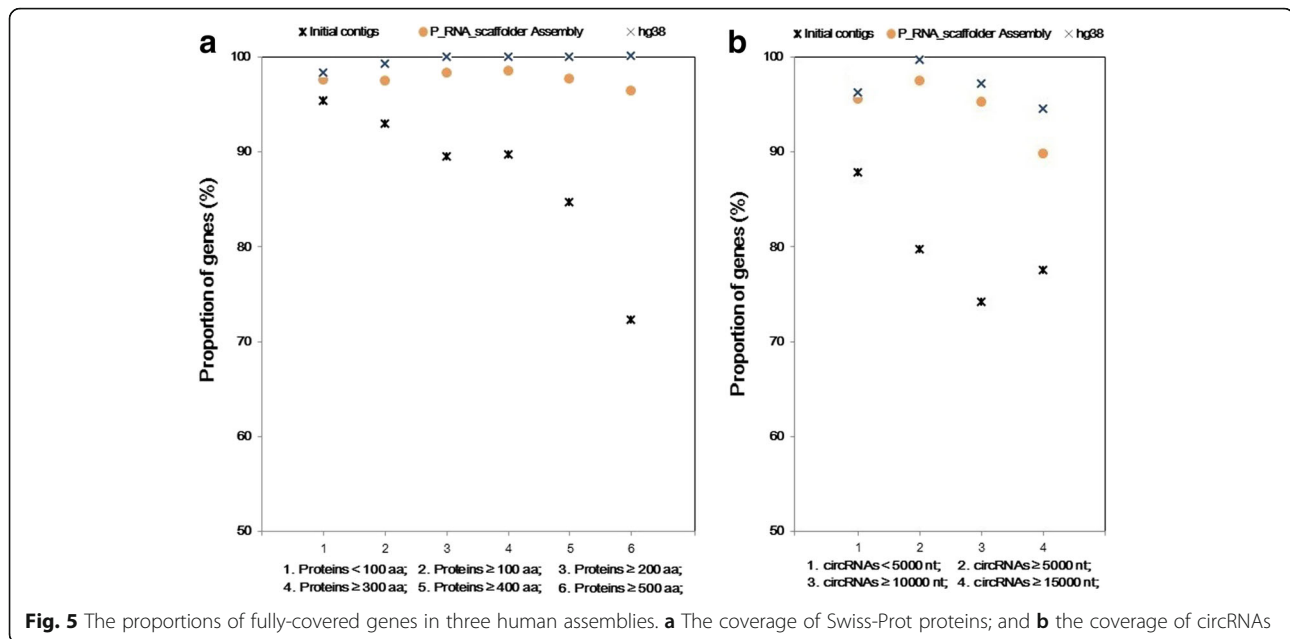 a
Initial contigs P_RNA_scaffolder Assembly hg38
Proportion of genes (%)
100
90
80
70
60
50
1 2 3 4 5 6
1. Proteins < 100 aa; 2. Proteins ≥ 100 aa; 3. Proteins ≥ 200 aa;
4. Proteins ≥ 300 aa; 5. Proteins ≥ 400 aa; 6. Proteins ≥ 500 aa;
b
Initial contigs P_RNA_scaffolder Assembly hg38
Proportion of genes (%)
100
90
80
70
60
50
1 2 3 4
1. circRNAs < 5000 nt; 2. circRNAs ≥ 5000 nt;
3. circRNAs ≥ 10000 nt; 4. circRNAs ≥ 15000 nt;
Fig. 5 The proportions of fully-covered genes in three human assemblies. a The coverage of Swiss-Prot proteins; and b the coverage of circRNAs